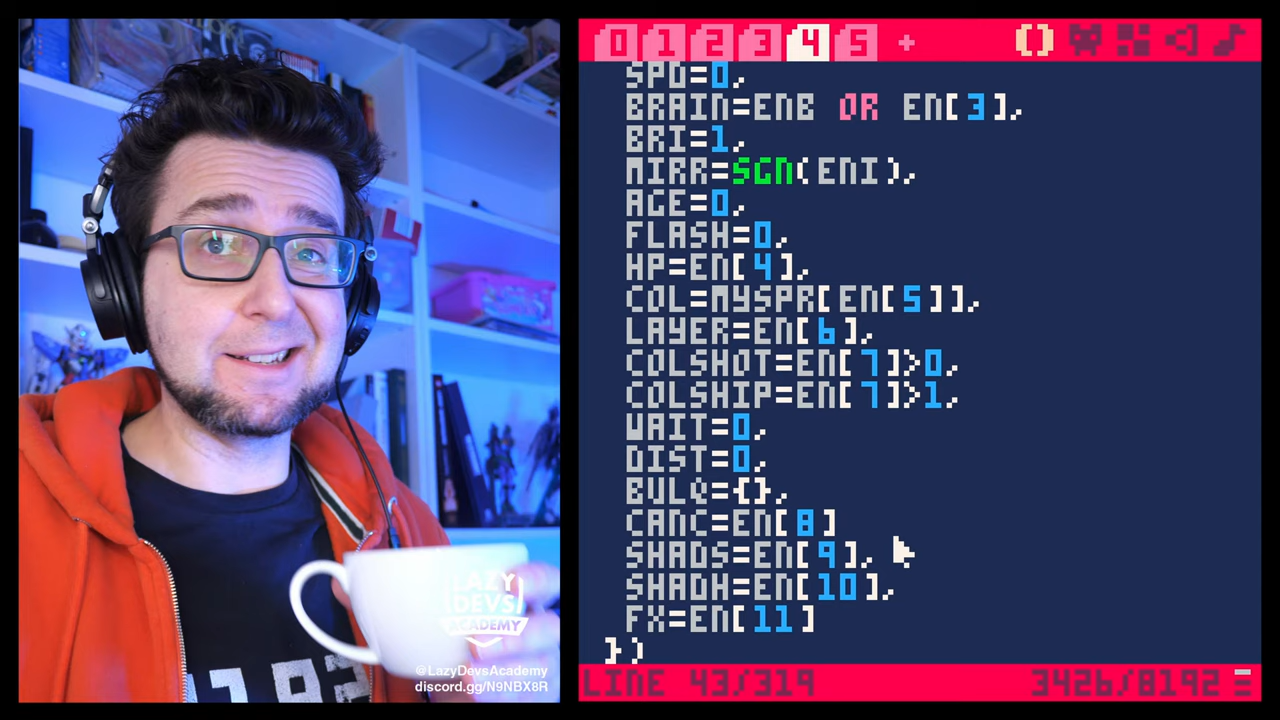 LAZY
DEVS
ACADEMY
@LazyDevsAcademy
discord.gg/N9NBX8R
0 1 2 3 4 5 +
SPD=0,
BRAIN=ENB OR EN[3],
BRI=1,
MIRR=SGN(ENI),
AGE=0,
FLASH=0,
HP=EN[4],
COL=MYSPR[EN[5]],
LAYER=EN[6],
COLSHOT=EN[7]>0,
COLSHIP=EN[7]>1,
WAIT=0,
DIST=0,
BULQ={},
CANC=EN[8]
SHADS=EN[9],
SHADH=EN[10],
FX=EN[11]
})
LINE 43/319
3426/8192